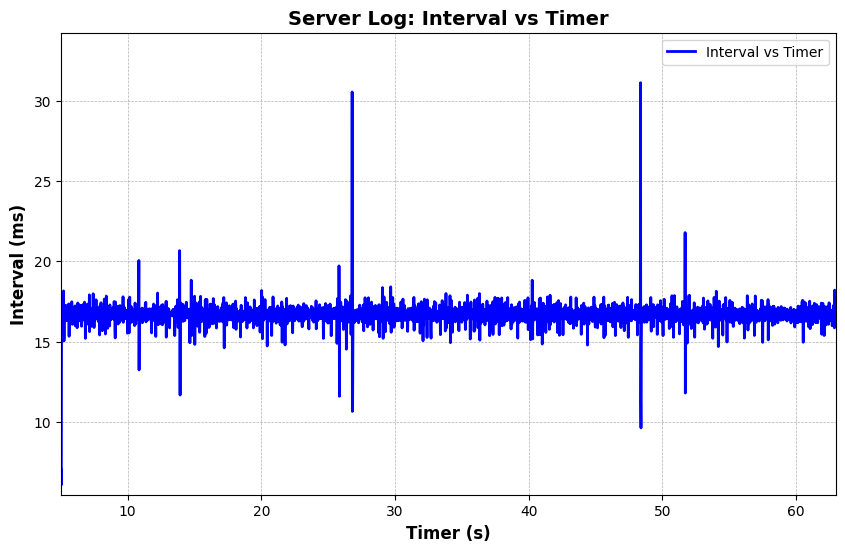 Server Log: Interval vs Timer
Interval vs Timer
Interval (ms)
30
25
20
15
10
10 20 30 40 50 60
Timer (s)